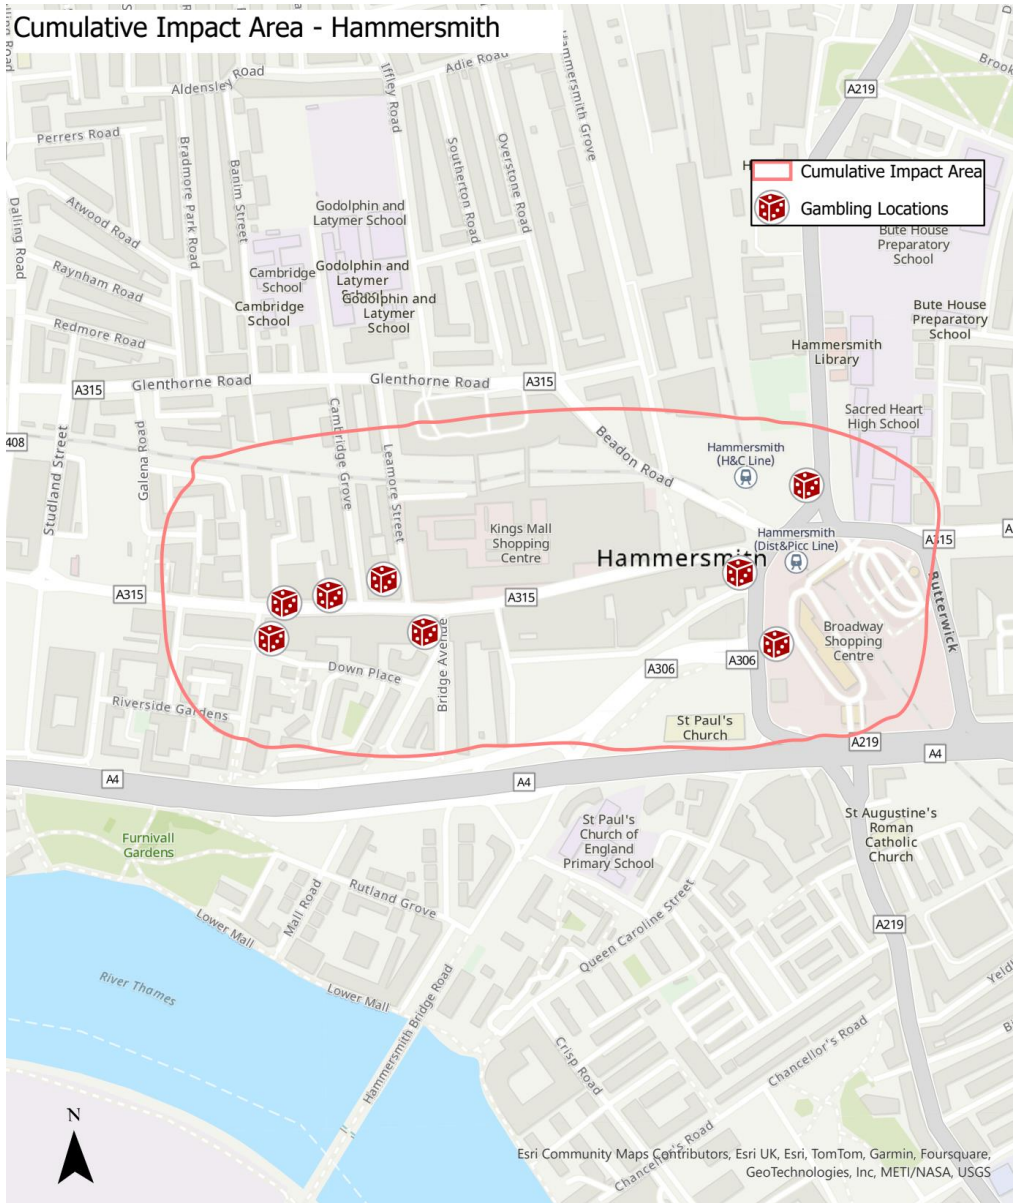 Cumulative Impact Area - Hammersmith
Aldensley Road
Iffley Road
Adie Road
Hammersmith Grove
A219
Perrers Road
Bradmore Park Road
Banim Street
Southerton Road
Overstone Road
Cumulative Impact Area
Gambling Locations
Dalling Road
Atwood Road
Godolphin and
Latymer School
Bute House
Preparatory
School
Raynham Road
Cambridge
School
Godolphin and
Latymer
School
Cambridge
School
Godolphin and
Latymer
School
Bute House
Preparatory
School
Redmore Road
Hammersmith
Library
A315
Glenthorne Road
Glenthorne Road
A315
Sacred Heart
High School
Studland Street
Galena Road
Cambridge Grove
Leamore Street
Beadon Road
Hammersmith
(H&C Line)
Kings Mall
Shopping
Centre
Hammersmith
Hammersmith
(Dist&Picc Line)
A315
A315
A315
Butterwick
Broadway
Shopping
Centre
Down Place
Bridge Avenue
A306
A306
Riverside Gardens
St Paul's
Church
A219
A4
A4
A4
Furnivall
Gardens
St Paul's
Church of
England
Primary School
St Augustine's
Roman
Catholic
Church
Rutland Grove
Mall Road
Lower Mall
Queen Caroline Street
A219
River Thames
Lower Mall
Hammersmith Bridge Road
Crisp Road
Chancellor's Road
Chancellor's Road
N
Esri Community Maps Contributors, Esri UK, Esri, TomTom, Garmin, Foursquare,
GeoTechnologies, Inc, METI/NASA, USGS